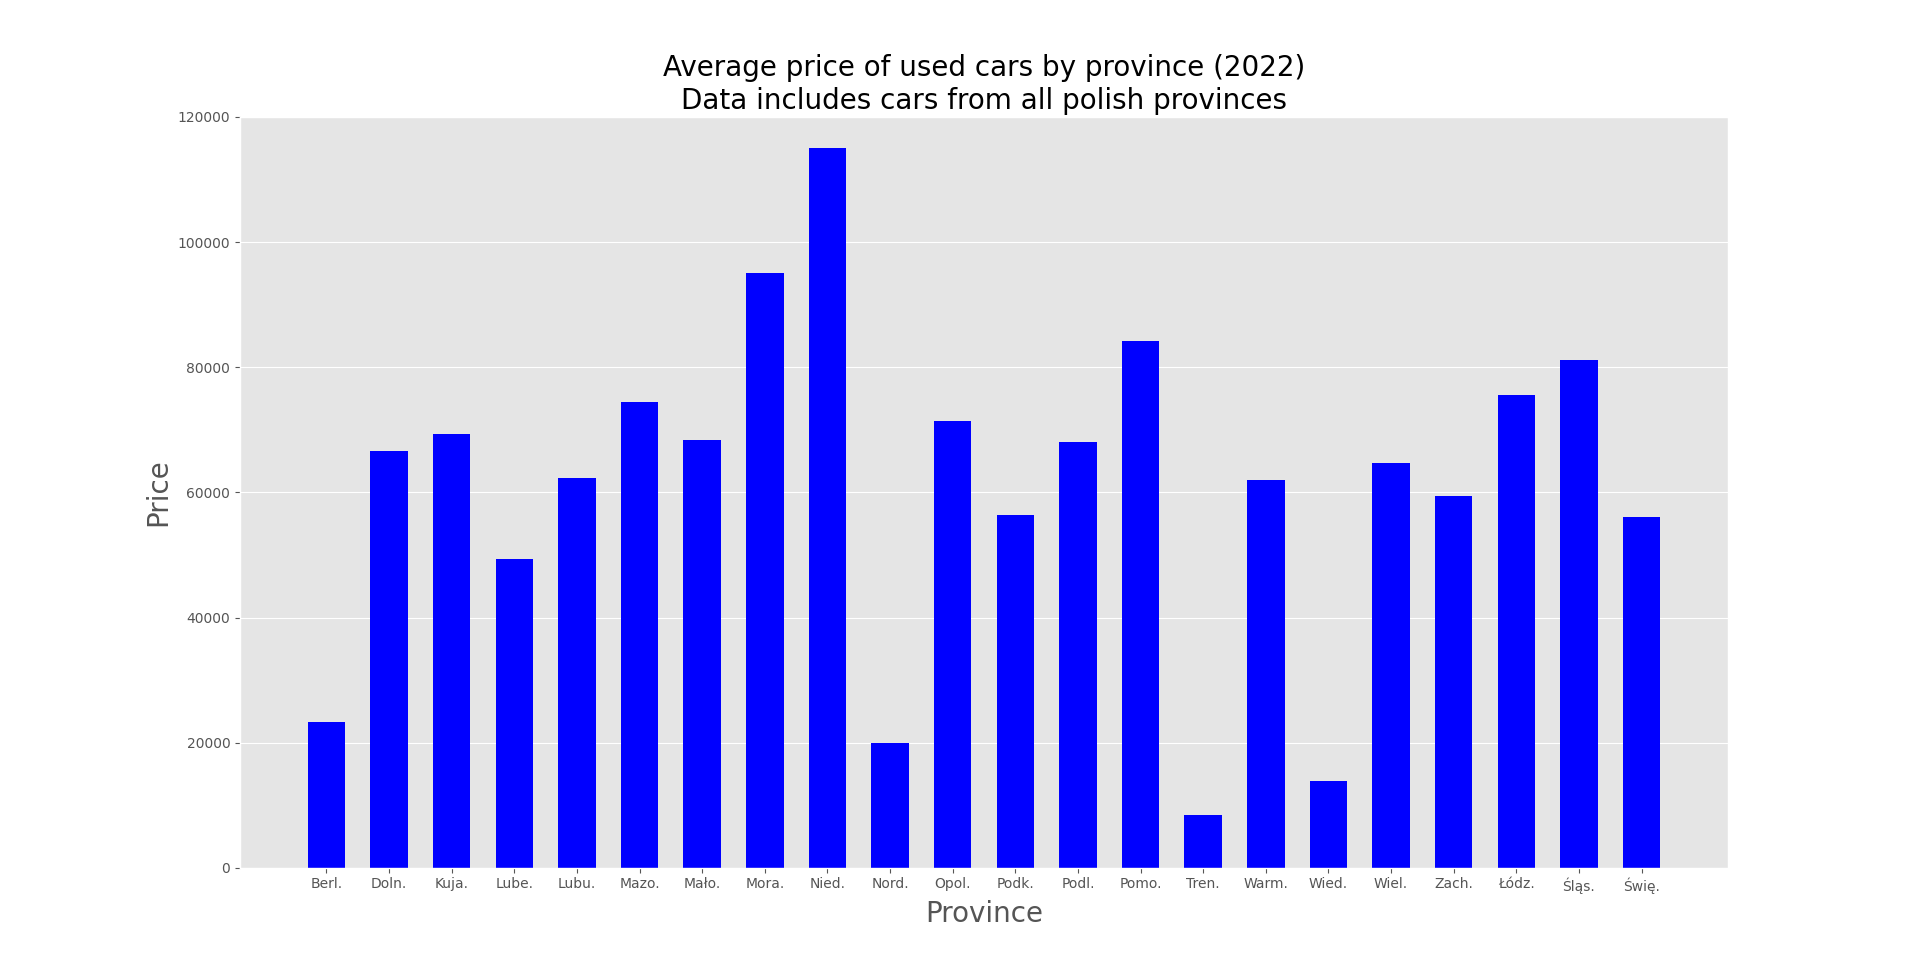 Average price of used cars by province (2022)
Data includes cars from all polish provinces
120000
100000
80000
60000
40000
20000
0
Price
Berl. Doln. Kuja. Lube. Lubu. Mazo. Mało. Mora. Nied. Nord. Opol. Podk. Podl. Pomo. Tren. Warm. Wied. Wiel. Zach. Łódz. Śląs. Świę.
Province